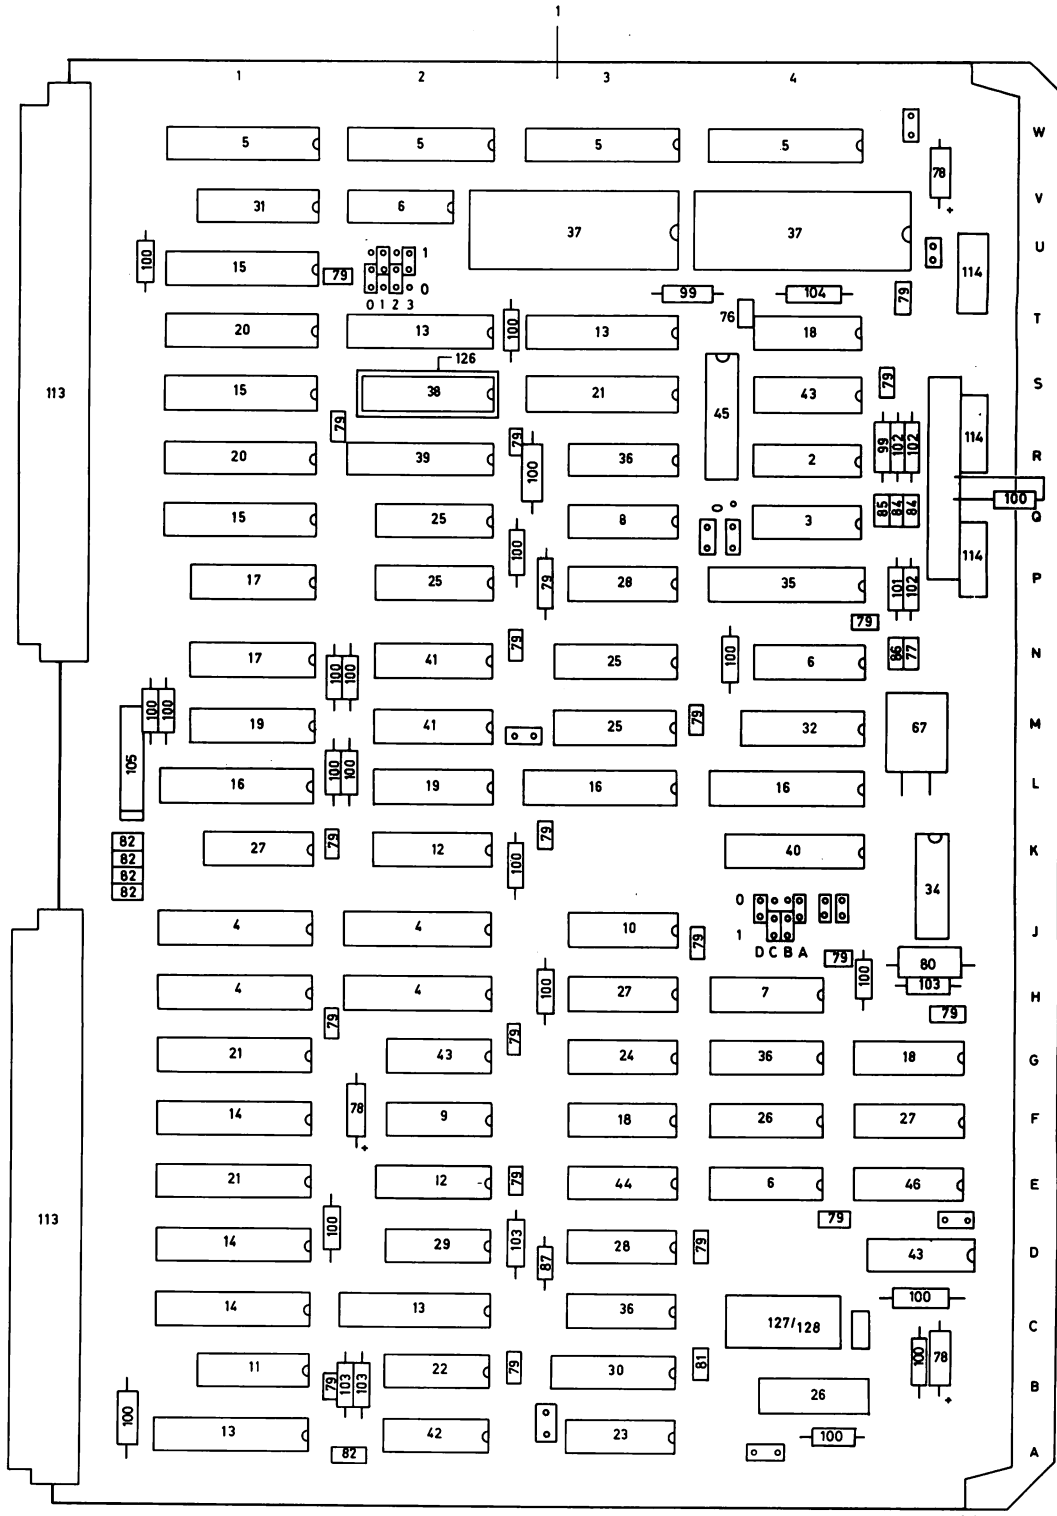 1
1 2 3 4
W
5 5 5 5
78
+
V
31 6
37 37
U
100 15 79
1
0
0 1 2 3
114
99 104 79
T
20 13 100 13 76 18
126
S
113 15 38 21 45 43 79
79
R
20 39 79 100 36 2 99 102 102 114
100
Q
15 25 8 3 85 84 84
100
P
17 25 79 28 35 101 102 114
79
N
17 100 100 41 79 25 100 6 86 77
M
100 100 19 41 25 79 32 67
L
105 16 100 100 19 16 16
K
82
82
82
82
27 79 12 100 79 40
34
0
1
D C B A
J
4 4 10 79
79 100 80
103
H
4 4 100 27 7
79 79 79
G
21 43 24 36 18
F
14 78 9 18 26 27
+
E
21 12 79 44 6 46
113 79
D
14 100 29 103 87 28 79 43
100
C
14 13 36 127/128
100 78
+
B
11 79 103 103 22 79 30 81 26
100
A
13 82 42 23 100